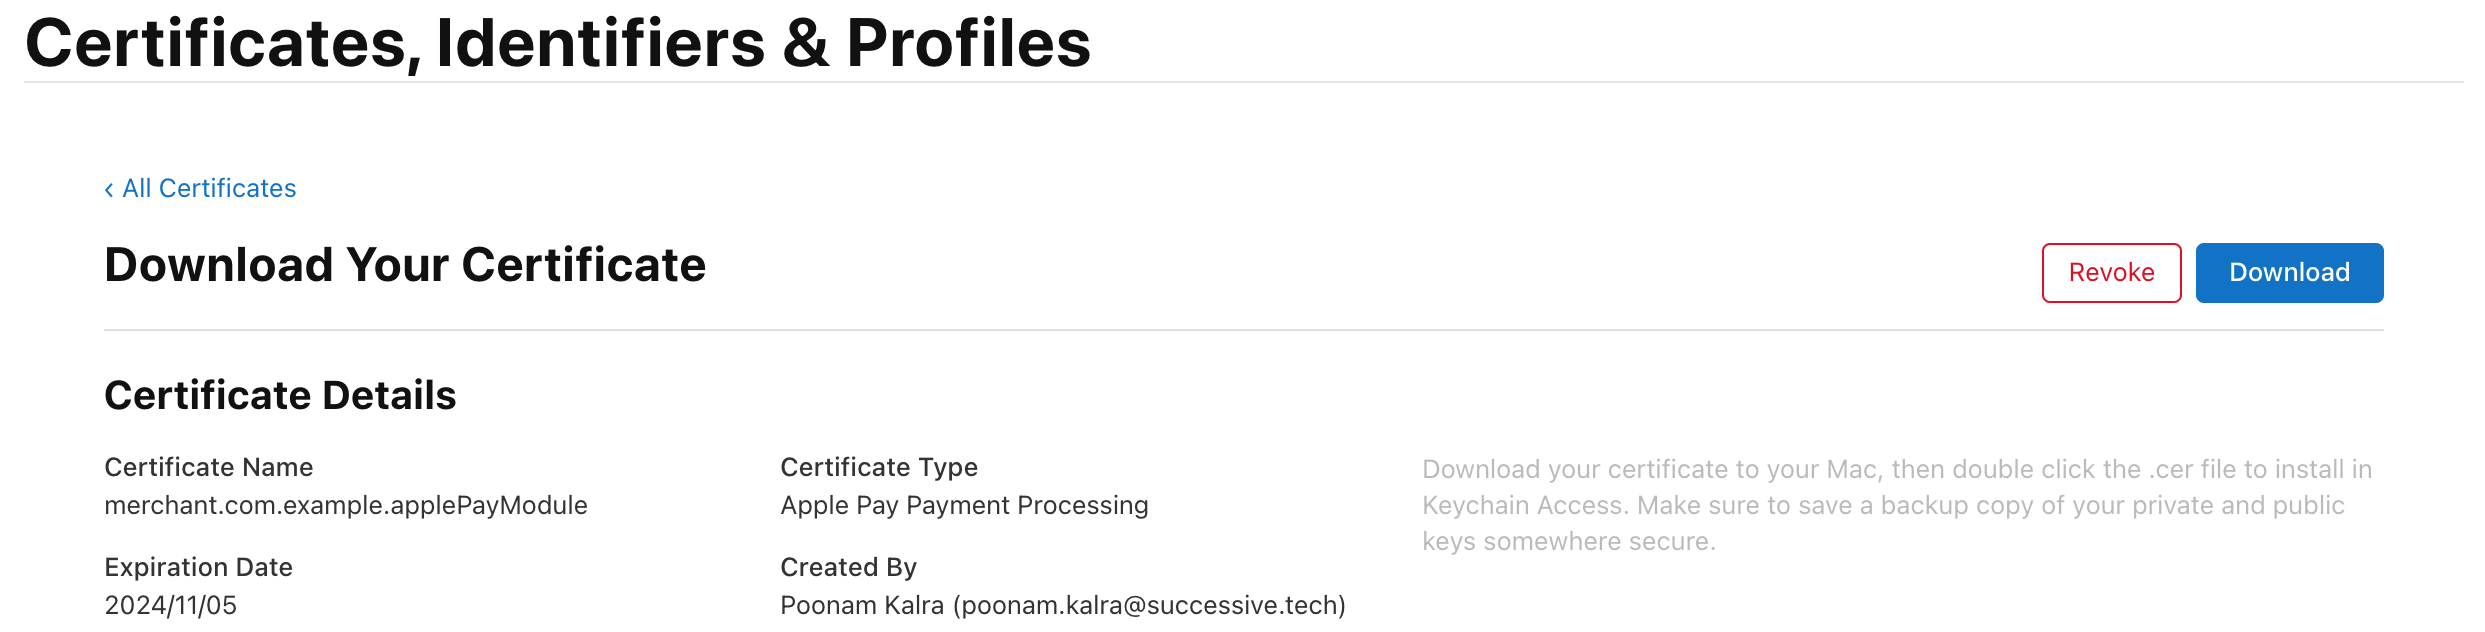 Certificates, Identifiers & Profiles
‹ All Certificates
Download Your Certificate
Revoke
Download
Certificate Details
Certificate Name
merchant.com.example.applePayModule
Certificate Type
Apple Pay Payment Processing
Download your certificate to your Mac, then double click the .cer file to install in
Keychain Access. Make sure to save a backup copy of your private and public
keys somewhere secure.
Expiration Date
2024/11/05
Created By
Poonam Kalra (poonam.kalra@successive.tech)